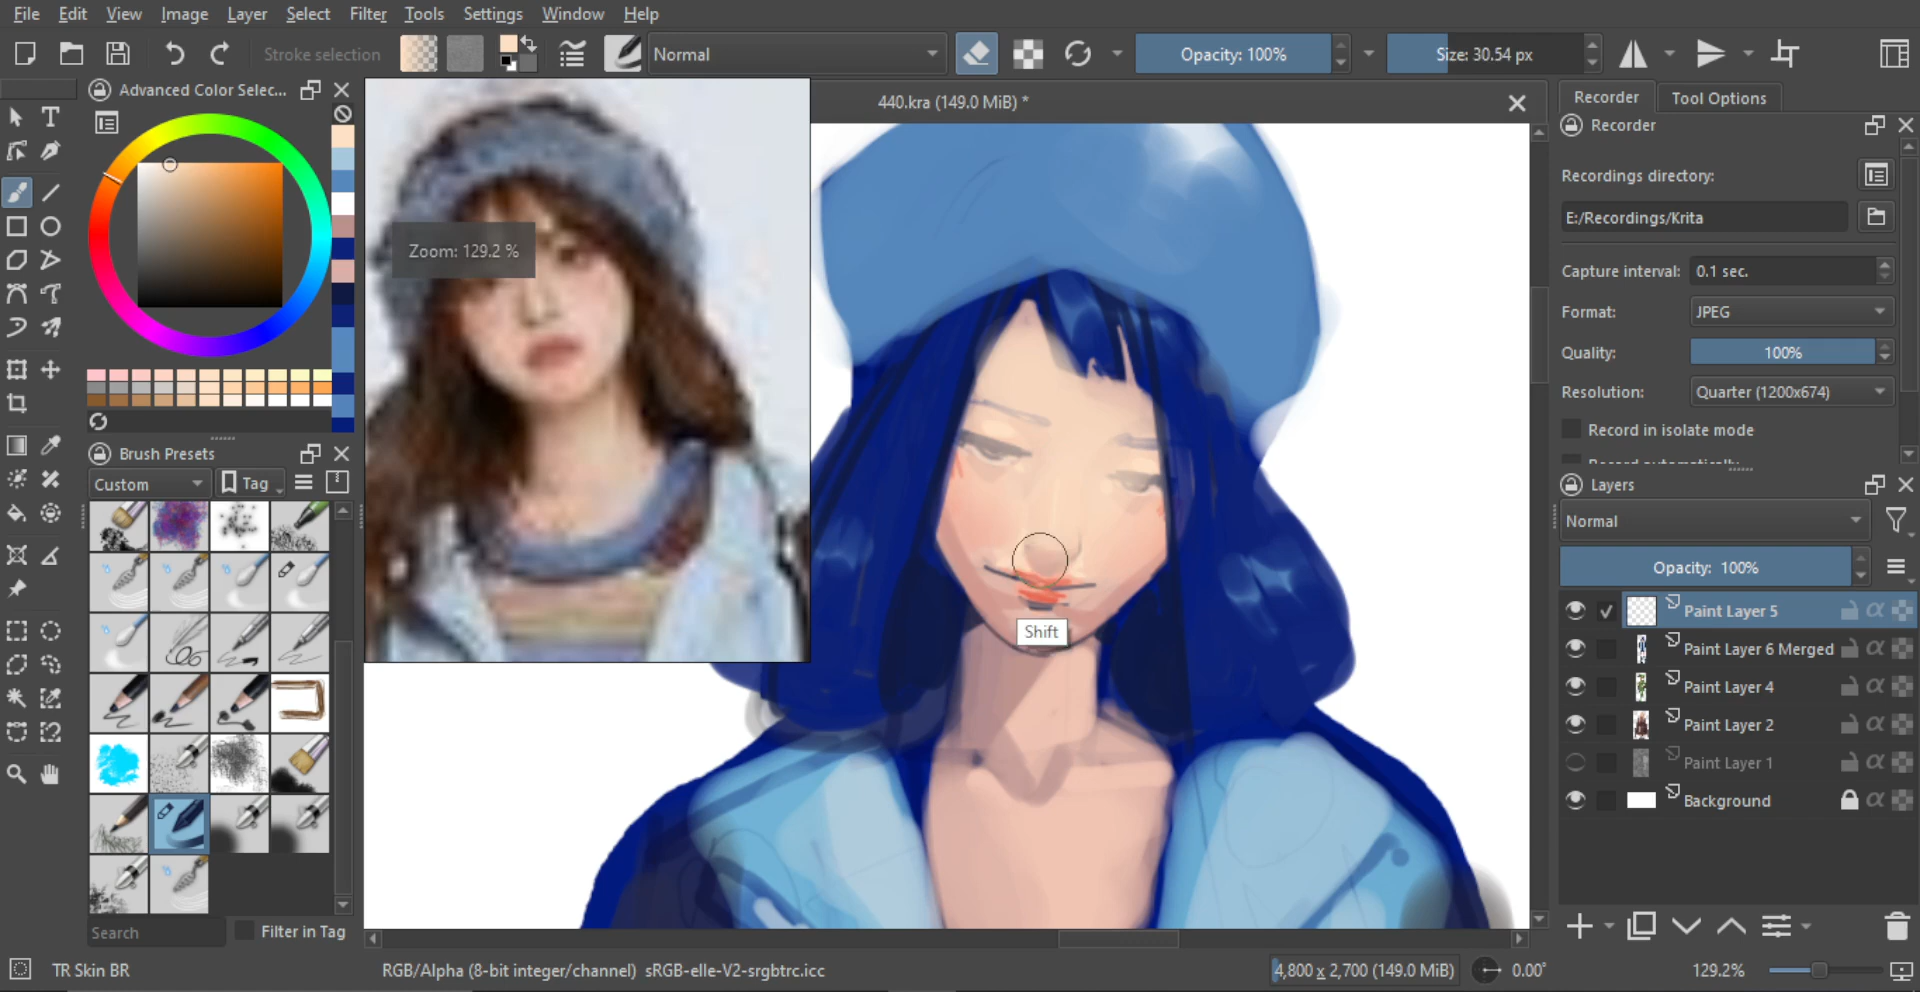 File Edit View Image Layer Select Filter Tools Settings Window Help
Stroke selection Normal Opacity: 100% Size: 30.54 px
Advanced Color Selec...
440.kra (149.0 MiB) *
Recorder Tool Options
Recorder
Recordings directory:
E:/Recordings/Krita
Capture interval: 0.1 sec.
Format: JPEG
Quality: 100%
Resolution: Quarter (1200x674)
Record in isolate mode
Zoom: 129.2 %
Shift
Brush Presets
Custom Tag
Search Filter in Tag
Layers
Normal
Opacity: 100%
Paint Layer 5
Paint Layer 6 Merged
Paint Layer 4
Paint Layer 2
Paint Layer 1
Background
TR Skin BR RGB/Alpha (8-bit integer/channel) sRGB-elle-V2-srgbtrc.icc 4,800 x 2,700 (149.0 MiB) 0.00° 129.2%